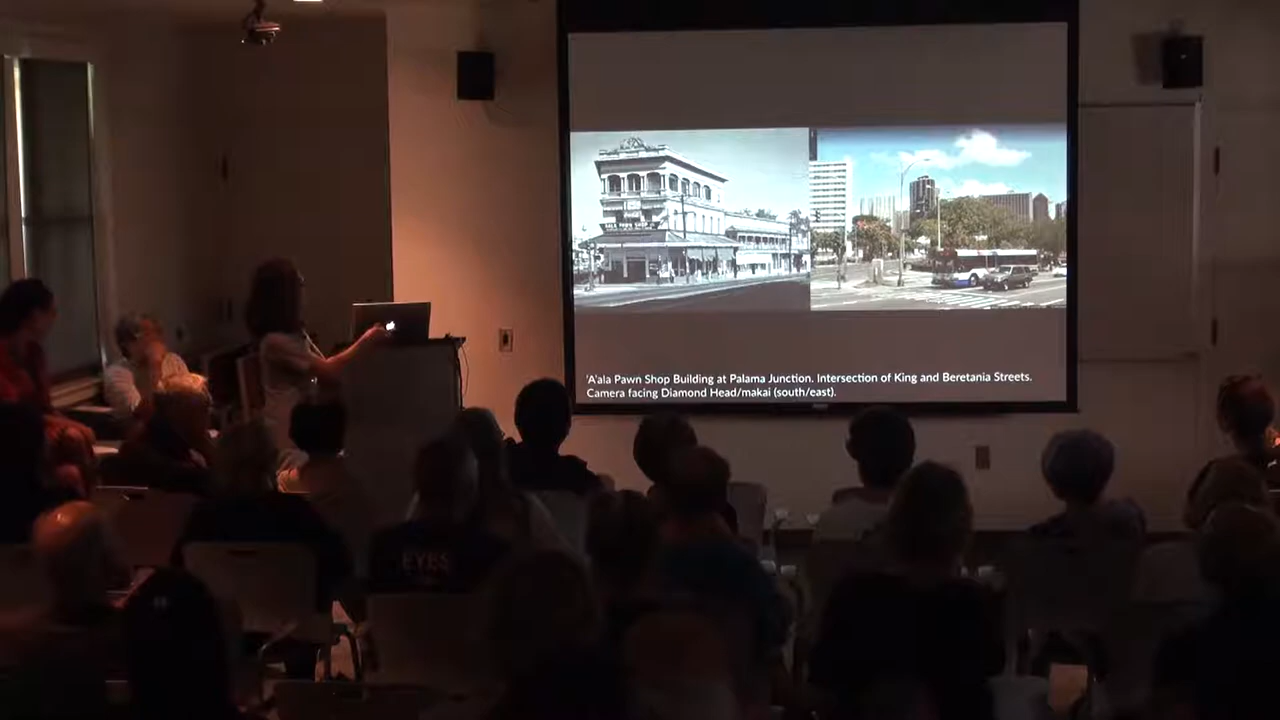 'A'ala Pawn Shop Building at Palama Junction. Intersection of King and Beretania Streets.
Camera facing Diamond Head/makai (south/east).
EYES